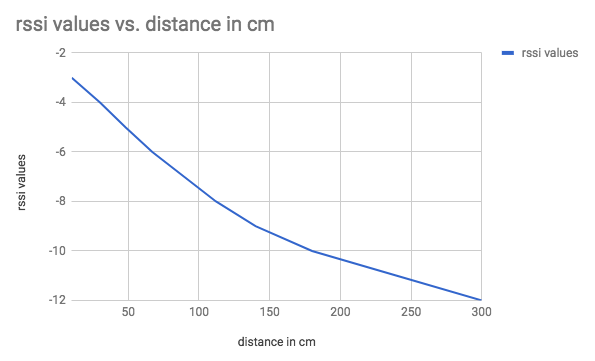 rssi values vs. distance in cm
rssi values
-2
-4
-6
-8
-10
-12
rssi values
50 100 150 200 250 300
distance in cm